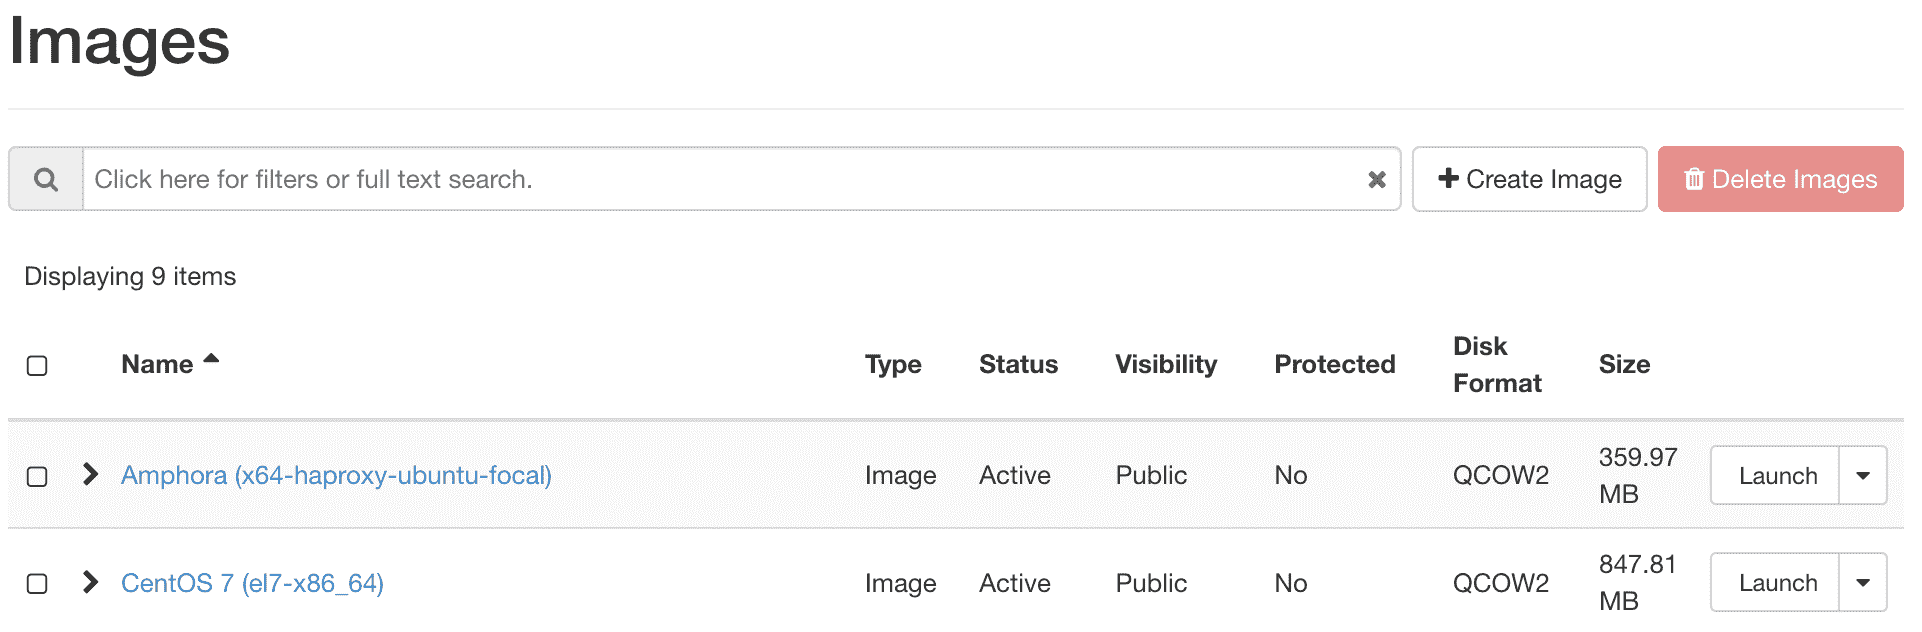 Images
Click here for filters or full text search.
Create Image
Delete Images
Displaying 9 items
Name Type Status Visibility Protected Disk Format Size
Amphora (x64-haproxy-ubuntu-focal) Image Active Public No QCOW2 359.97 MB Launch
CentOS 7 (el7-x86_64) Image Active Public No QCOW2 847.81 MB Launch